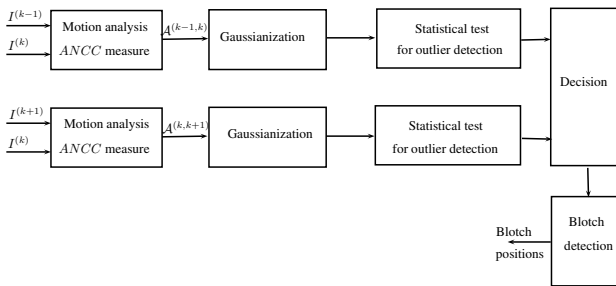 I^{(k-1)}
I^{(k)}
Motion analysis
ANCC measure
A^{(k-1,k)}
Gaussianization
Statistical test
for outlier detection
Decision
I^{(k+1)}
I^{(k)}
Motion analysis
ANCC measure
A^{(k,k+1)}
Gaussianization
Statistical test
for outlier detection
Blotch
detection
Blotch
positions